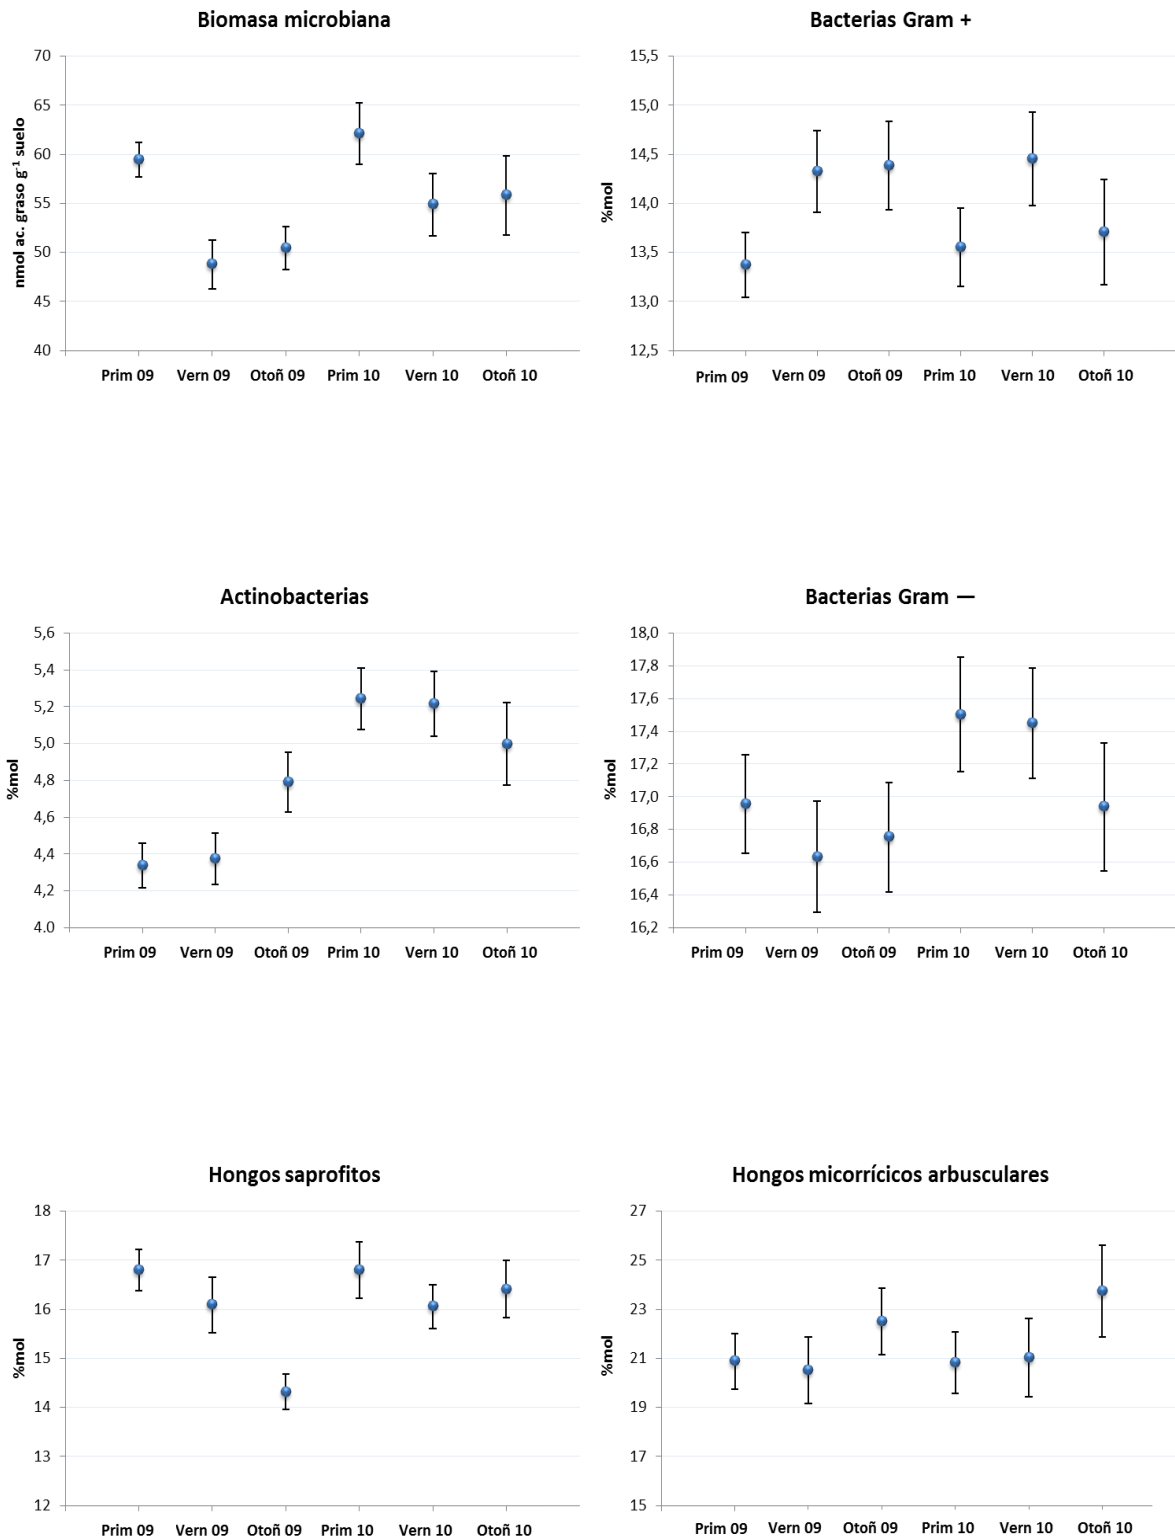 Biomasa microbiana
nmol ac. graso g⁻¹ suelo
70
65
60
55
50
45
40
Prim 09 Vern 09 Otoñ 09 Prim 10 Vern 10 Otoñ 10
Bacterias Gram +
%mol
15,5
15,0
14,5
14,0
13,5
13,0
12,5
Prim 09 Vern 09 Otoñ 09 Prim 10 Vern 10 Otoñ 10
Actinobacterias
%mol
5,6
5,4
5,2
5,0
4,8
4,6
4,4
4,2
4.0
Prim 09 Vern 09 Otoñ 09 Prim 10 Vern 10 Otoñ 10
Bacterias Gram —
%mol
18,0
17,8
17,6
17,4
17,2
17,0
16,8
16,6
16,4
16,2
Prim 09 Vern 09 Otoñ 09 Prim 10 Vern 10 Otoñ 10
Hongos saprofitos
%mol
18
17
16
15
14
13
12
Prim 09 Vern 09 Otoñ 09 Prim 10 Vern 10 Otoñ 10
Hongos micorrícicos arbusculares
%mol
27
25
23
21
19
17
15
Prim 09 Vern 09 Otoñ 09 Prim 10 Vern 10 Otoñ 10